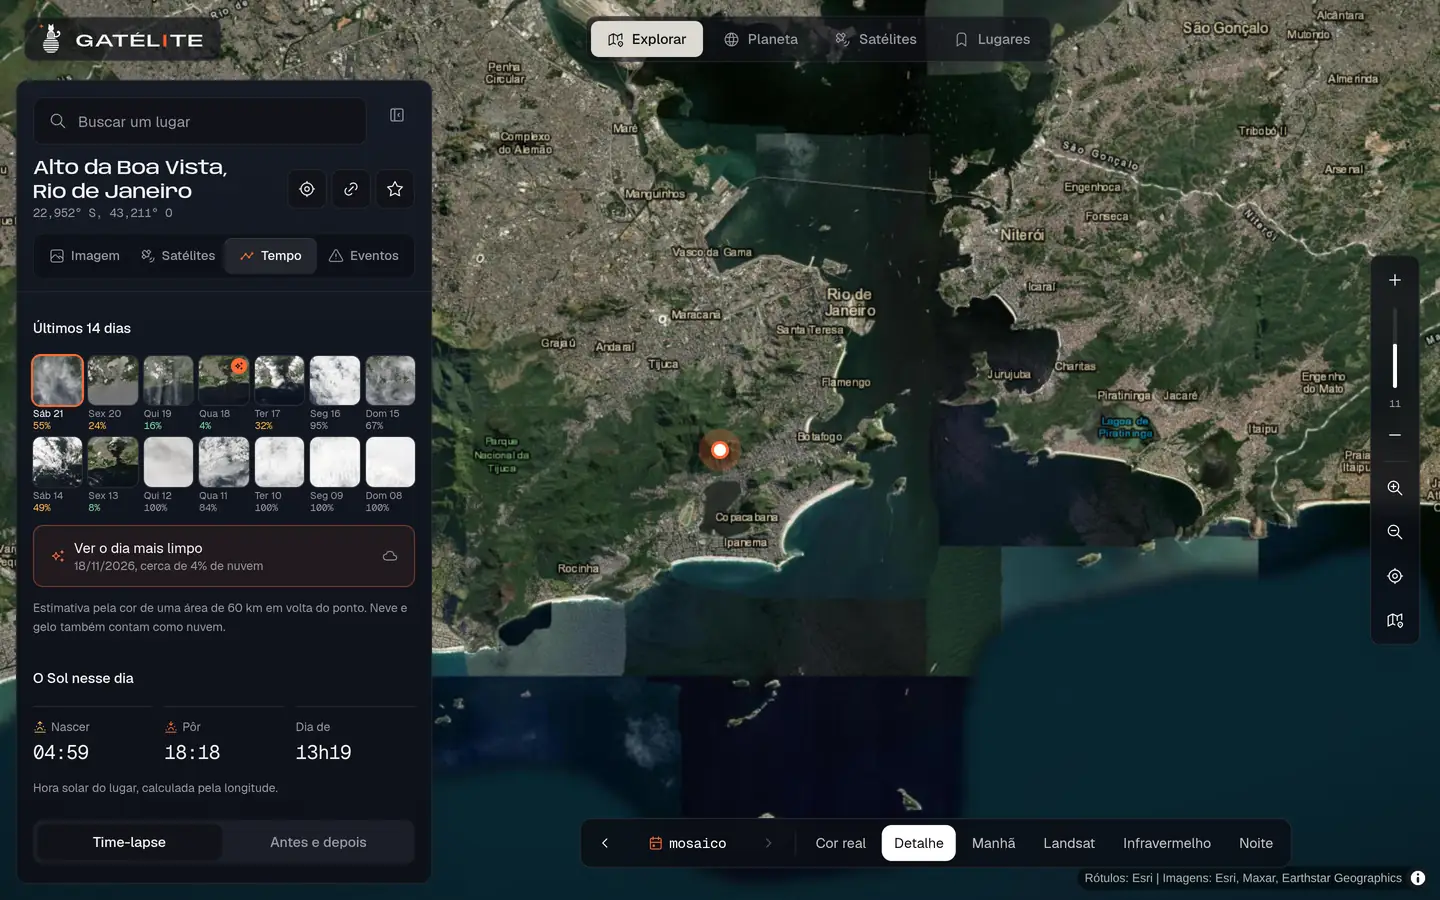 GATÉLITE
Explorar
Planeta
Satélites
Lugares
Buscar um lugar
Alto da Boa Vista,
Rio de Janeiro
22,952° S, 43,211° O
Imagem
Satélites
Tempo
Eventos
Últimos 14 dias
Sáb 21
55%
Sex 20
24%
Qui 19
16%
Qua 18
4%
Ter 17
32%
Seg 16
95%
Dom 15
67%
Sáb 14
49%
Sex 13
8%
Qui 12
100%
Qua 11
84%
Ter 10
100%
Seg 09
100%
Dom 08
100%
Ver o dia mais limpo
18/11/2026, cerca de 4% de nuvem
Estimativa pela cor de uma área de 60 km em volta do ponto. Neve e
gelo também contam como nuvem.
O Sol nesse dia
Nascer
04:59
Pôr
18:18
Dia de
13h19
Hora solar do lugar, calculada pela longitude.
Time-lapse
Antes e depois
Rio de
Penha
Circular
Complexo
do Alemão
Maré
Manguinhos
Vasco da Gama
Maracanã
Grajaú
Andaraí
Tijuca
Rio de
Janeiro
Santa Teresa
Flamengo
Botafogo
Parque
Nacional da
Tijuca
Copacabana
Ipanema
Rocinha
São Gonçalo
Alcântara
Mutondo
Almerinda
Tribobó II
São Gonçalo
Arsenal
Engenhoca
Fonseca
Niterói
Niterói
Icaraí
Jurujuba
Charitas
Piratininga
Jacaré
Engenho
do Mato
Lagoa de
Piratininga
Itaipu
Praia
Itaipu
11
mosaico
Cor real
Detalhe
Manhã
Landsat
Infravermelho
Noite
Rótulos: Esri | Imagens: Esri, Maxar, Earthstar Geographics